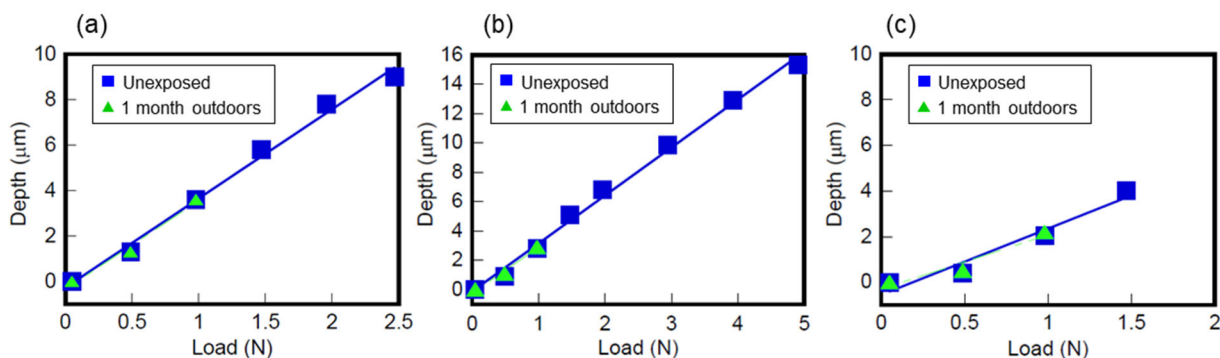 (a)
10
8
6
4
2
0
Depth (μm)
Unexposed
1 month outdoors
0 0.5 1 1.5 2 2.5
Load (N)
(b)
16
14
12
10
8
6
4
2
0
Depth (μm)
Unexposed
1 month outdoors
0 1 2 3 4 5
Load (N)
(c)
10
8
6
4
2
0
Depth (μm)
Unexposed
1 month outdoors
0 0.5 1 1.5 2
Load (N)